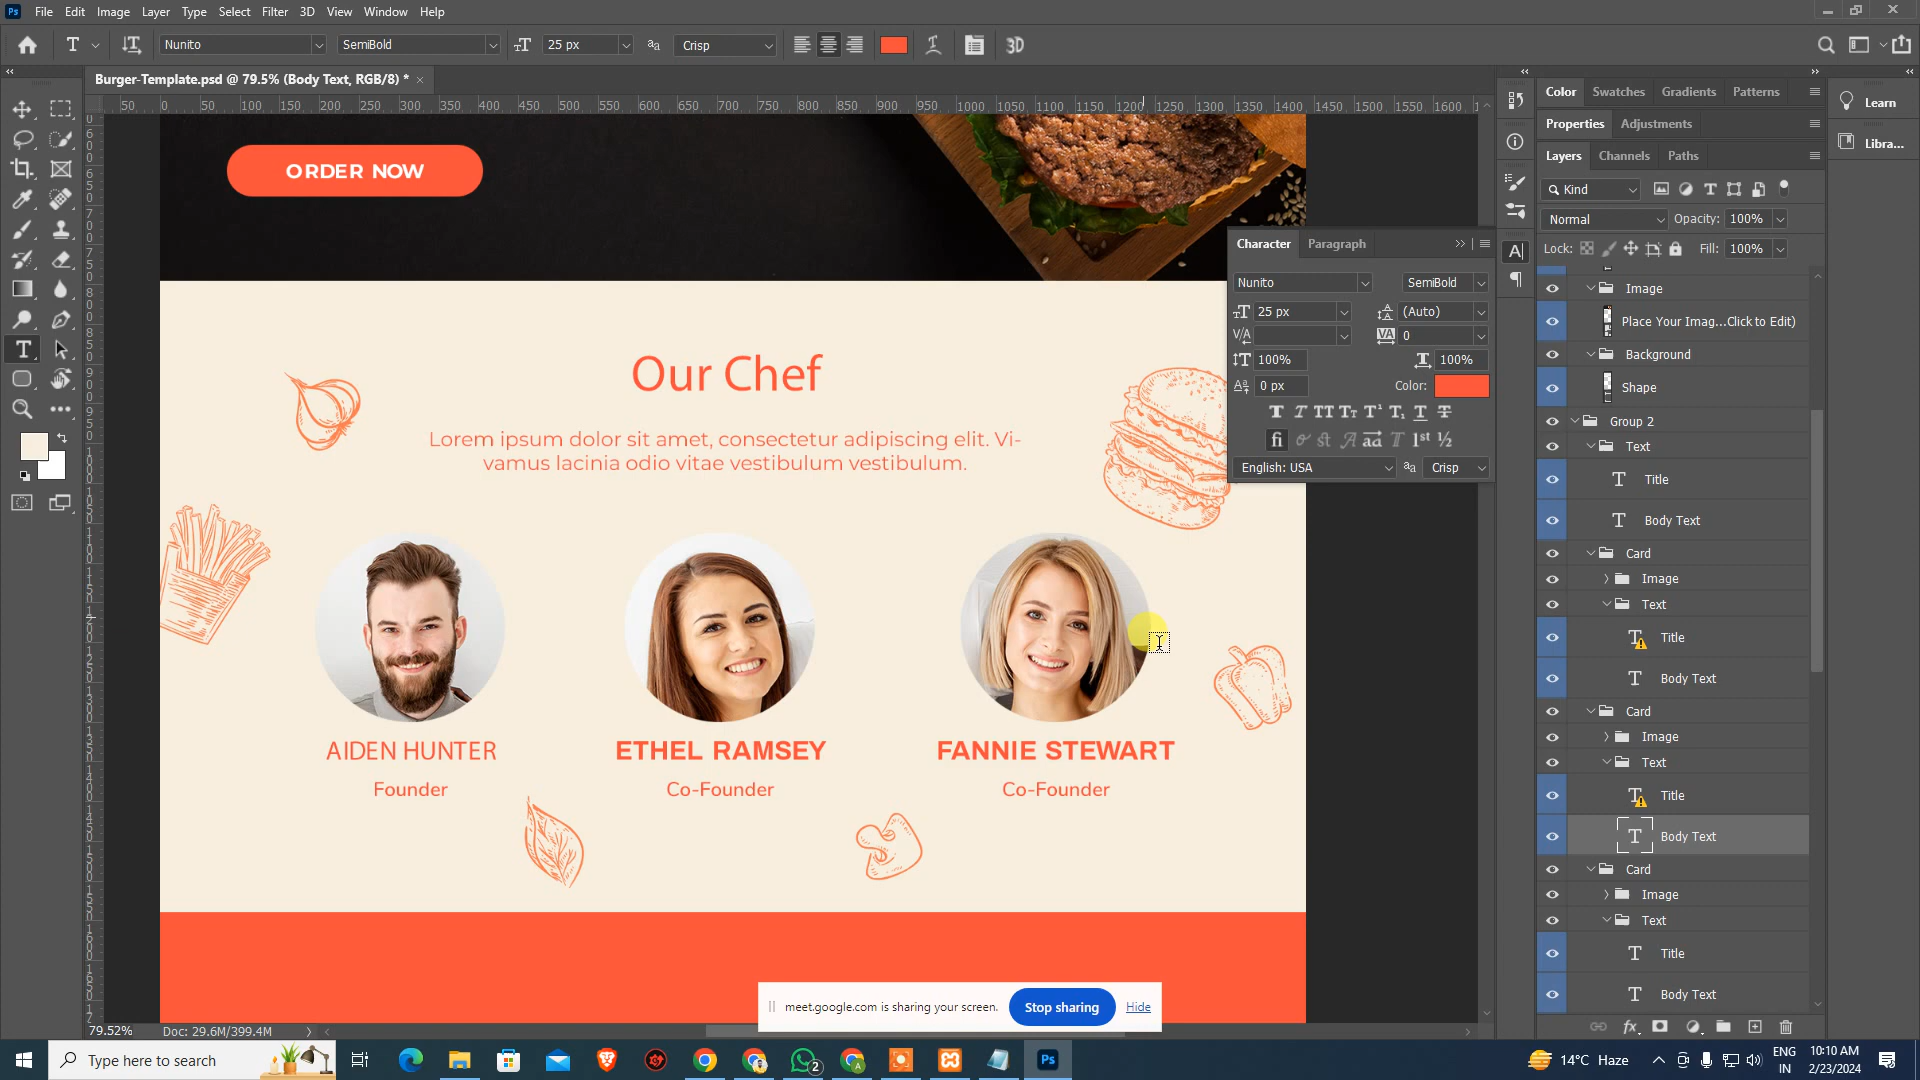 File Edit Image Layer Type Select Filter 3D View Window Help
Nunito SemiBold 25 px Crisp 3D
Burger-Template.psd @ 79.5% (Body Text, RGB/8) *
Color Swatches Gradients Patterns
Properties Adjustments
Layers Channels Paths
Learn
Libra...
Kind
Normal Opacity: 100%
Lock: Fill: 100%
Image
Place Your Imag...Click to Edit)
Background
Shape
Group 2
Text
Title
Body Text
Card
Image
Text
Title
Body Text
Card
Image
Text
Title
Body Text
Card
Image
Text
Title
Body Text
Character Paragraph
Nunito SemiBold
25 px (Auto)
0
100% 100%
0 px Color:
English: USA Crisp
ORDER NOW
Our Chef
Lorem ipsum dolor sit amet, consectetur adipiscing elit. Vi-
vamus lacinia odio vitae vestibulum vestibulum.
AIDEN HUNTER
Founder
ETHEL RAMSEY
Co-Founder
FANNIE STEWART
Co-Founder
meet.google.com is sharing your screen. Stop sharing Hide
79.52% Doc: 29.6M/399.4M
Type here to search
14°C Haze
ENG
IN
10:10 AM
2/23/2024